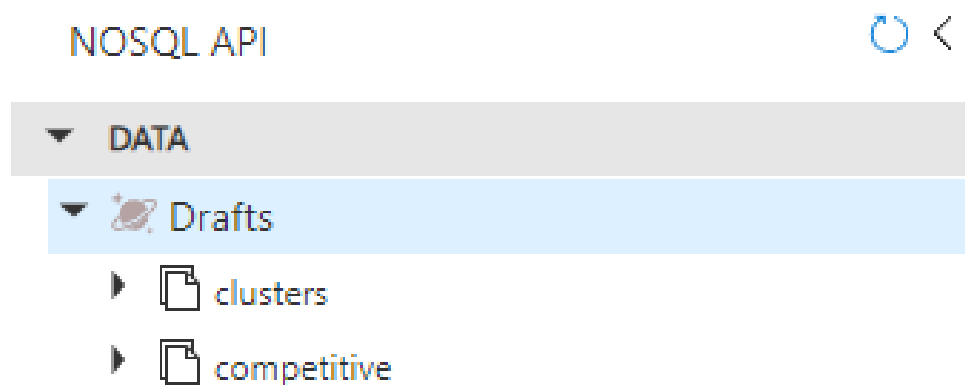 NOSQL API
DATA
Drafts
clusters
competitive